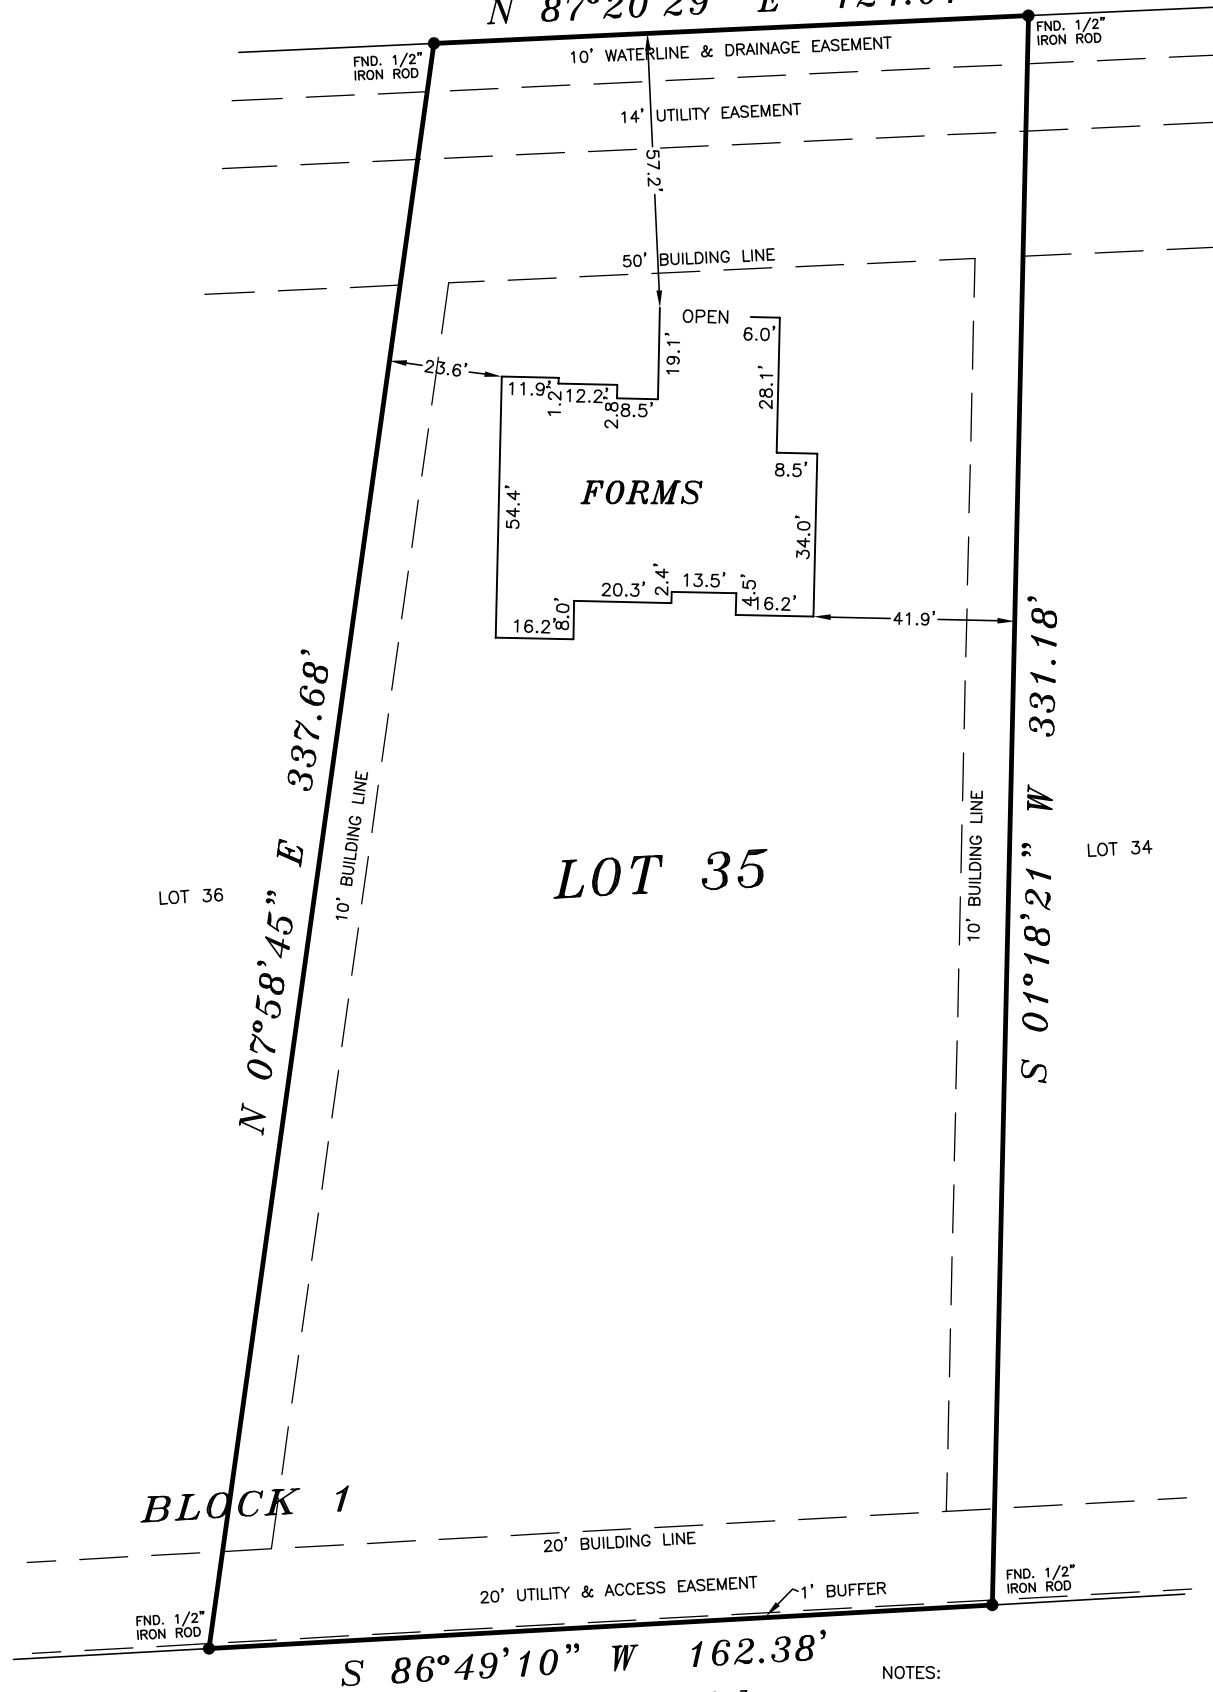 N 87°20'29" E
FND. 1/2"
IRON ROD
FND. 1/2"
IRON ROD
10' WATERLINE & DRAINAGE EASEMENT
14' UTILITY EASEMENT
57.2'
50' BUILDING LINE
OPEN
6.0'
19.1'
28.1'
23.6'
11.9'
1.2'
12.2'
2.8'
8.5'
8.5'
54.4'
FORMS
34.0'
20.3'
2.4'
13.5'
4.5'
16.2'
16.2'
8.0'
41.9'
N 07°58'45" E 337.68'
10' BUILDING LINE
S 01°18'21" W 331.18'
10' BUILDING LINE
LOT 35
LOT 34
LOT 36
BLOCK 1
20' BUILDING LINE
20' UTILITY & ACCESS EASEMENT
1' BUFFER
FND. 1/2"
IRON ROD
FND. 1/2"
IRON ROD
S 86°49'10" W 162.38'
NOTES: